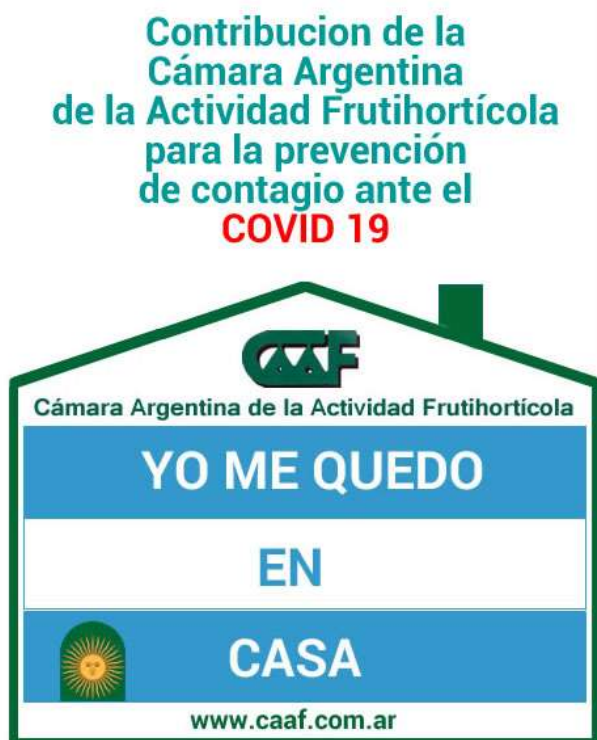 Contribucion de la
Cámara Argentina
de la Actividad Frutihortícola
para la prevención
de contagio ante el
COVID 19
CAAF
Cámara Argentina de la Actividad Frutihortícola
YO ME QUEDO
EN
CASA
www.caaf.com.ar